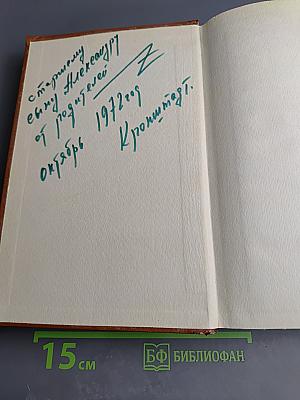 старшему
сыну Александру
от родителей
октябрь 1972 год
Кронштадт.
15 см
БФ БИБЛИОФАН